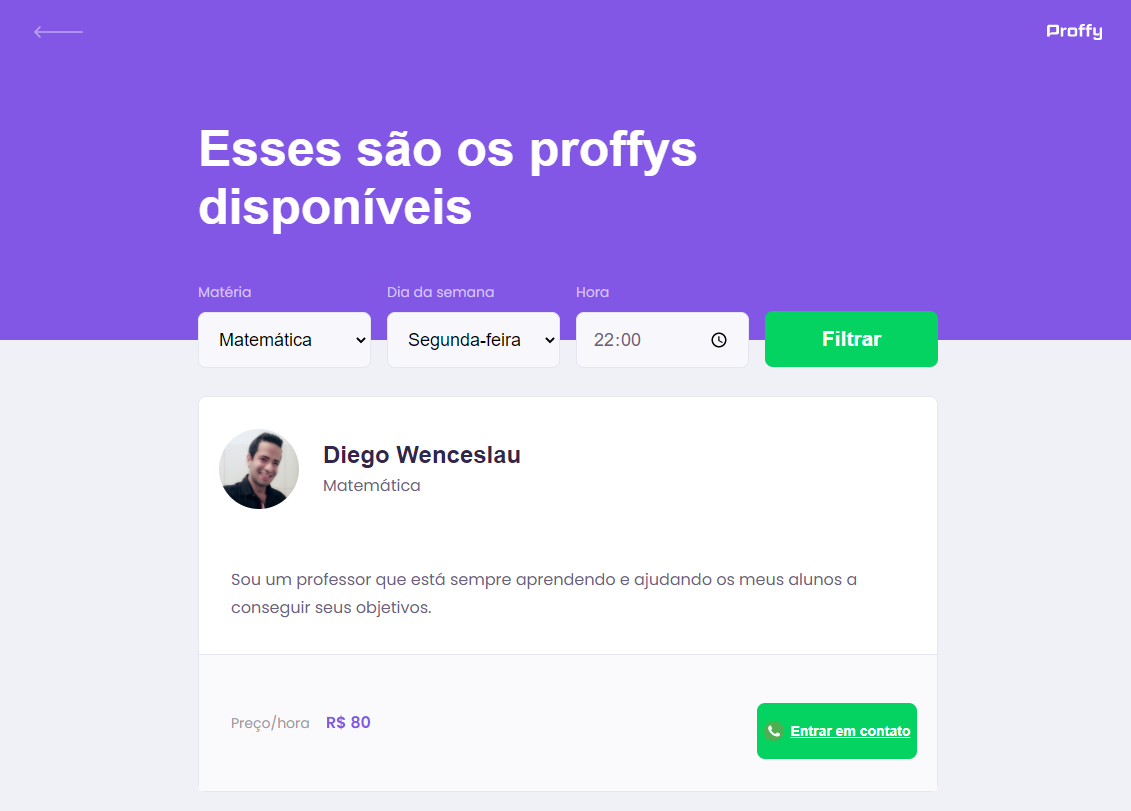 Proffy
Esses são os proffys
disponíveis
Matéria
Dia da semana
Hora
Matemática
Segunda-feira
22:00
Filtrar
Diego Wenceslau
Matemática
Sou um professor que está sempre aprendendo e ajudando os meus alunos a
conseguir seus objetivos.
Preço/hora R$ 80
Entrar em contato